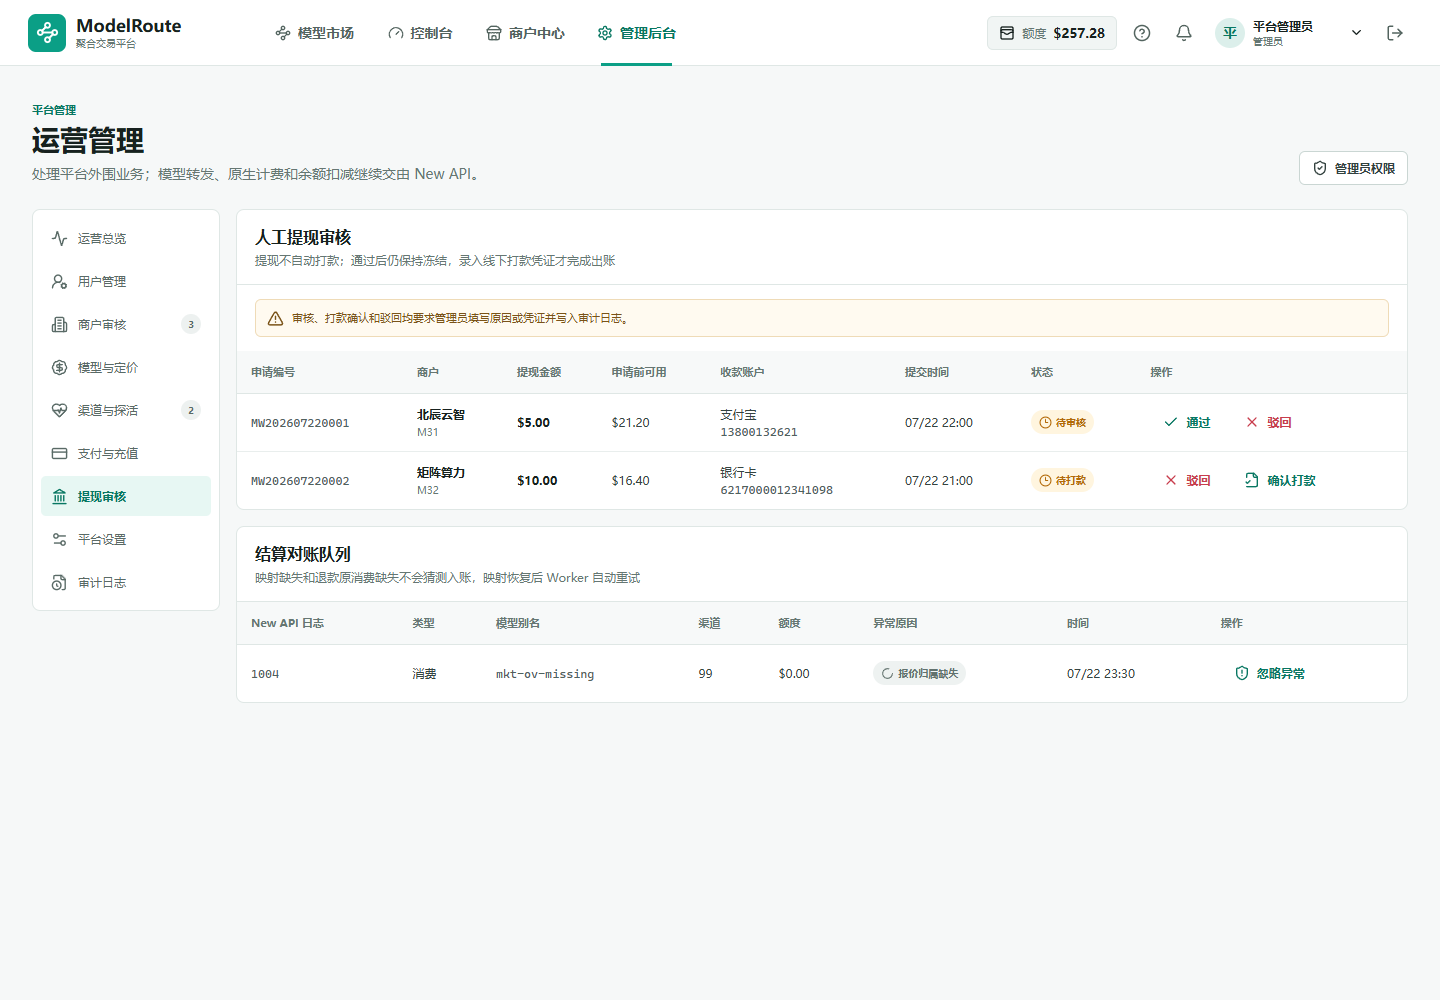 ModelRoute
聚合交易平台
模型市场
控制台
商户中心
管理后台
额度 $257.28
平
平台管理员
管理员
平台管理
运营管理
处理平台外围业务；模型转发、原生计费和余额扣减继续交由 New API。
管理员权限
运营总览
用户管理
商户审核 3
模型与定价
渠道与探活 2
支付与充值
提现审核
平台设置
审计日志
人工提现审核
提现不自动打款；通过后仍保持冻结，录入线下打款凭证才完成出账
审核、打款确认和驳回均要求管理员填写原因或凭证并写入审计日志。
申请编号 商户 提现金额 申请前可用 收款账户 提交时间 状态 操作
MW202607220001 北辰云智 M31 $5.00 $21.20 支付宝 13800132621 07/22 22:00 待审核 通过 驳回
MW202607220002 矩阵算力 M32 $10.00 $16.40 银行卡 6217000012341098 07/22 21:00 待打款 驳回 确认打款
结算对账队列
映射缺失和退款原消费缺失不会猜测入账，映射恢复后 Worker 自动重试
New API 日志 类型 模型别名 渠道 额度 异常原因 时间 操作
1004 消费 mkt-ov-missing 99 $0.00 报价归属缺失 07/22 23:30 忽略异常